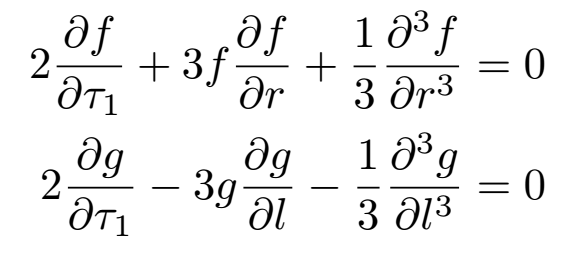 2 ∂f/∂τ₁ + 3f ∂f/∂r + 1/3 ∂³f/∂r³ = 0
2 ∂g/∂τ₁ − 3g ∂g/∂l − 1/3 ∂³g/∂l³ = 0